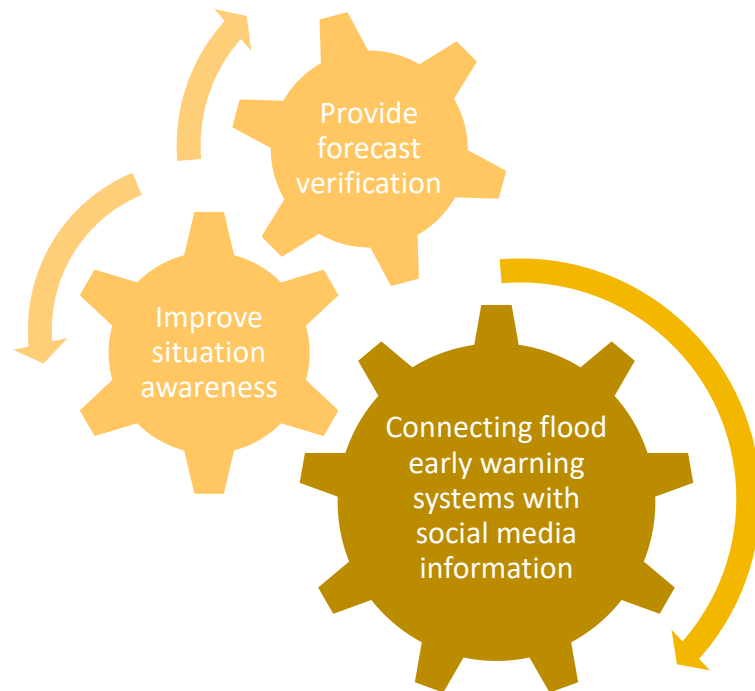 Provide
forecast
verification
Improve
situation
awareness
Connecting flood
early warning
systems with
social media
information